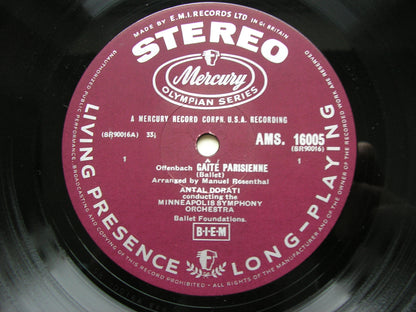 MADE BY E.M.I. RECORDS LTD IN GT BRITAIN
STEREO
Mercury
OLYMPIAN SERIES
A MERCURY RECORD CORPN. U.S.A. RECORDING
(SR90016A) 33⅓
AMS. 16005
(SR90016)
1
1
Offenbach GAÎTÉ PARISIENNE
(Ballet)
Arranged by Manuel Rosenthal
ANTAL DORATI
conducting the
MINNEAPOLIS SYMPHONY
ORCHESTRA
Ballet Foundations.
B·I·E·M
LIVING PRESENCE
LONG-PLAYING
UNAUTHORISED PUBLIC PERFORMANCE, BROADCASTING AND COPYING OF THIS RECORD PROHIBITED - ALL RIGHTS OF THE MANUFACTURER AND OF THE OWNER OF THE RECORDED WORK ARE RESERVED